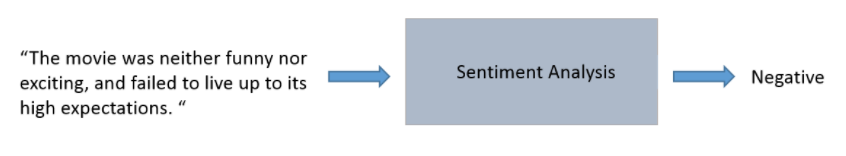 “The movie was neither funny nor
exciting, and failed to live up to its
high expectations. “
Sentiment Analysis
Negative